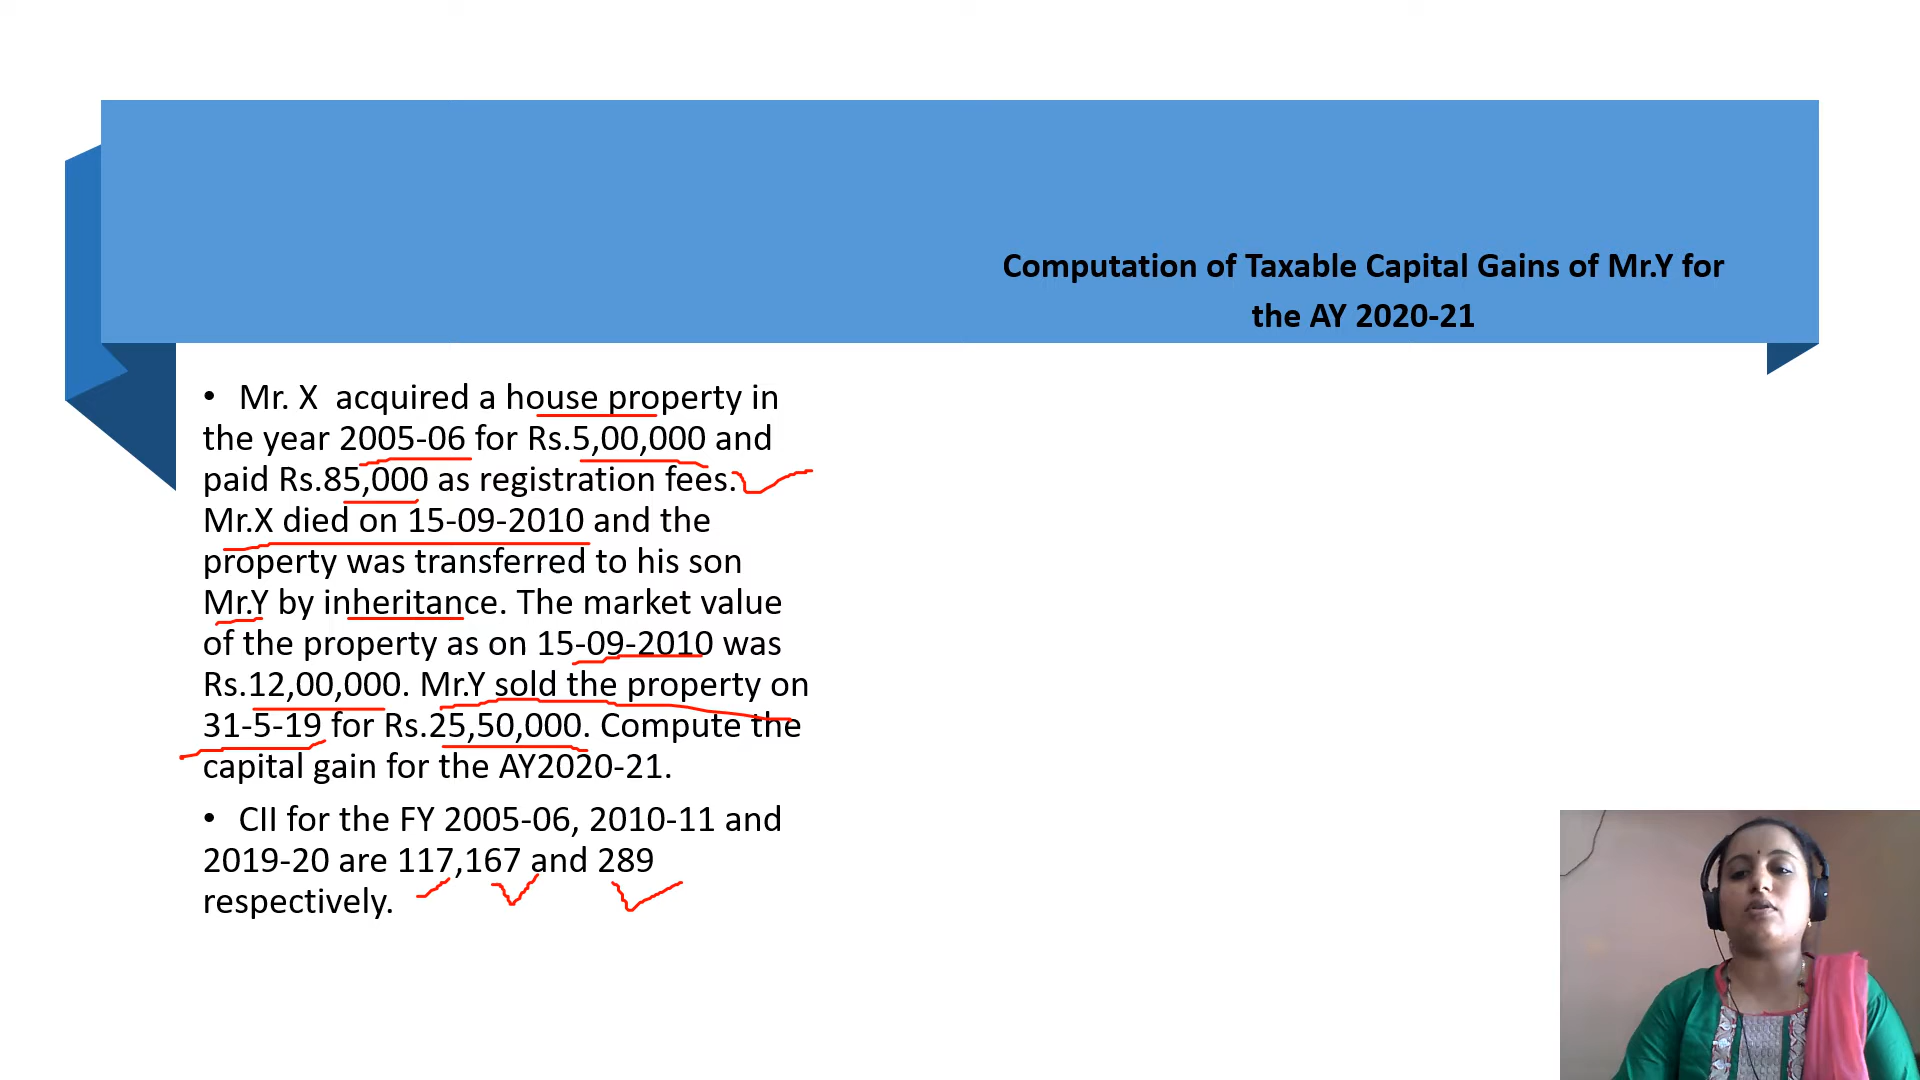 Computation of Taxable Capital Gains of Mr.Y for
the AY 2020-21
• Mr. X acquired a house property in
the year 2005-06 for Rs.5,00,000 and
paid Rs.85,000 as registration fees.
Mr.X died on 15-09-2010 and the
property was transferred to his son
Mr.Y by inheritance. The market value
of the property as on 15-09-2010 was
Rs.12,00,000. Mr.Y sold the property on
31-5-19 for Rs.25,50,000. Compute the
capital gain for the AY2020-21.
• CII for the FY 2005-06, 2010-11 and
2019-20 are 117,167 and 289
respectively.